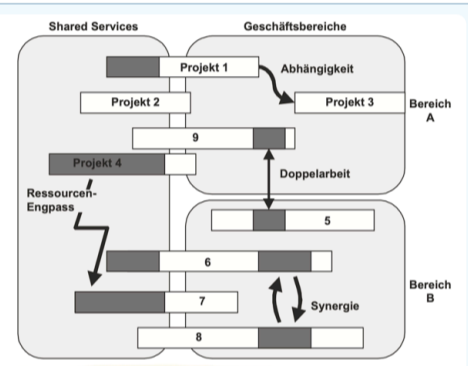 Shared Services
Geschäftsbereiche
Projekt 1
Abhängigkeit
Projekt 2
Projekt 3
Bereich
A
9
Projekt 4
Doppelarbeit
Ressourcen-
Engpass
5
6
Bereich
B
7
Synergie
8